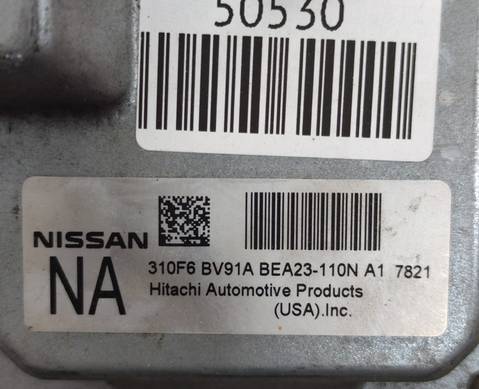 50530
NISSAN
NA
310F6 BV91A BEA23-110N A1 7821
Hitachi Automotive Products
(USA).Inc.